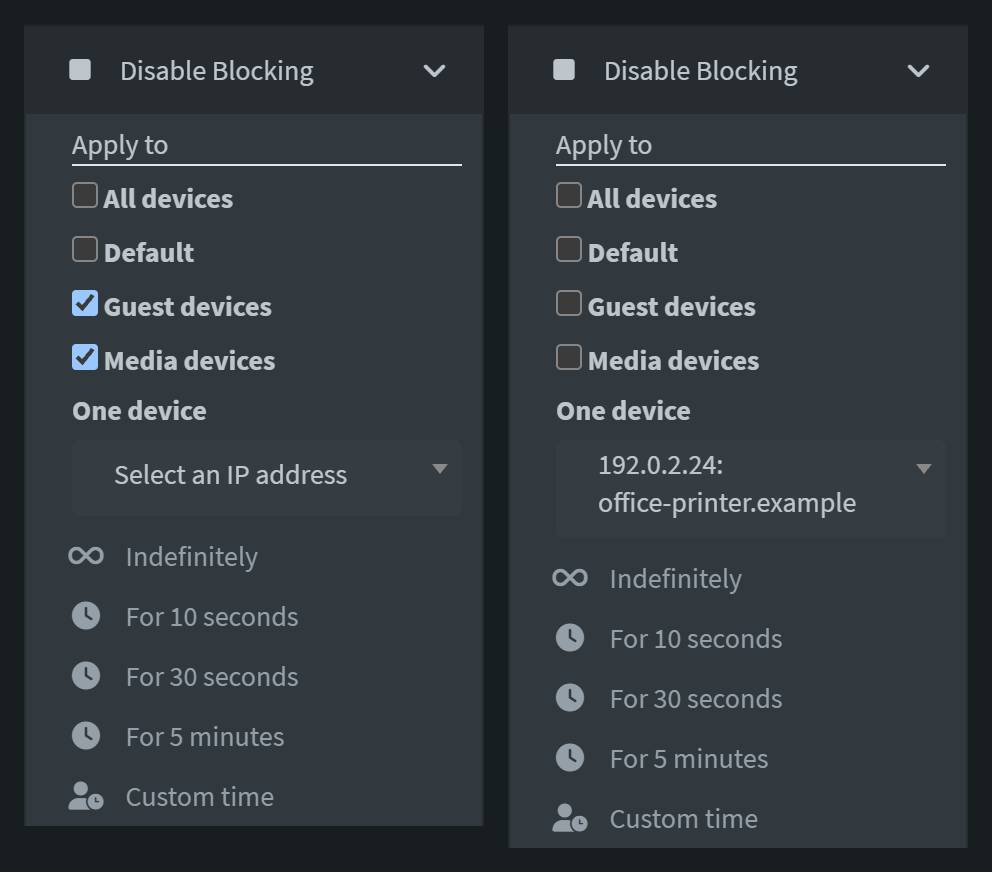 Disable Blocking
Apply to
All devices
Default
Guest devices
Media devices
One device
Select an IP address
Indefinitely
For 10 seconds
For 30 seconds
For 5 minutes
Custom time
Disable Blocking
Apply to
All devices
Default
Guest devices
Media devices
One device
192.0.2.24:
office-printer.example
Indefinitely
For 10 seconds
For 30 seconds
For 5 minutes
Custom time